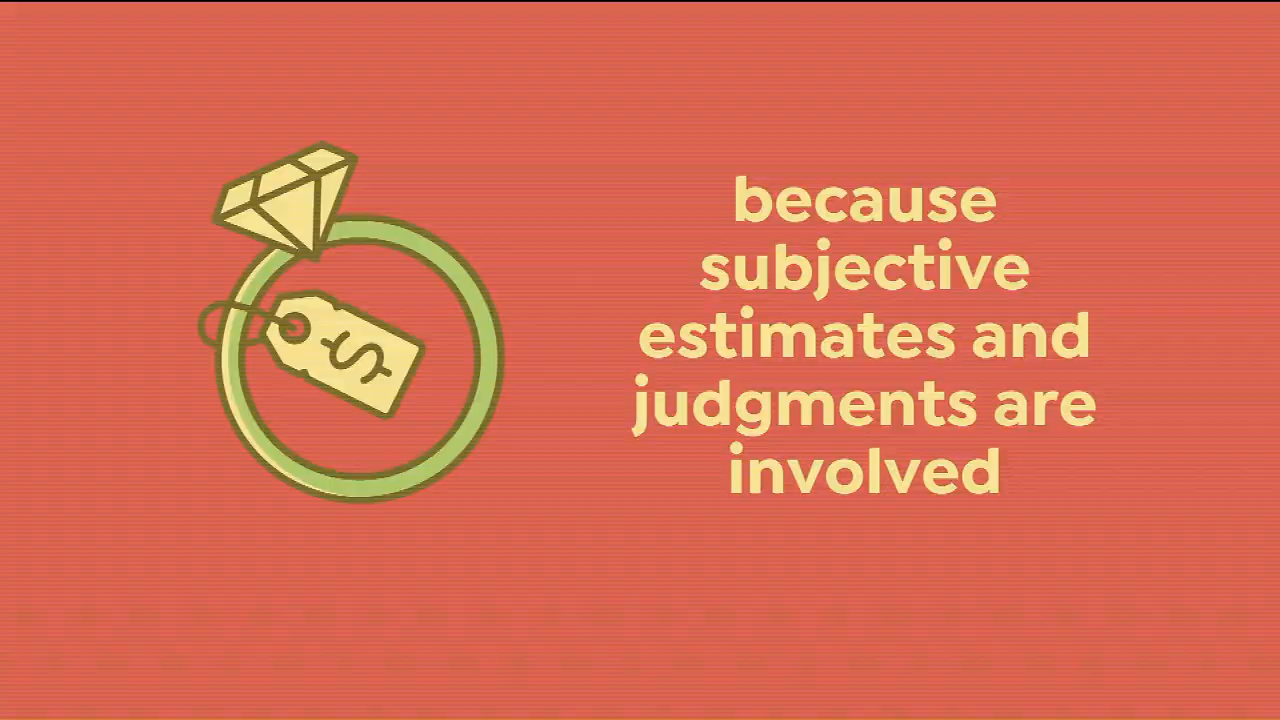 because
subjective
estimates and
judgments are
involved
$